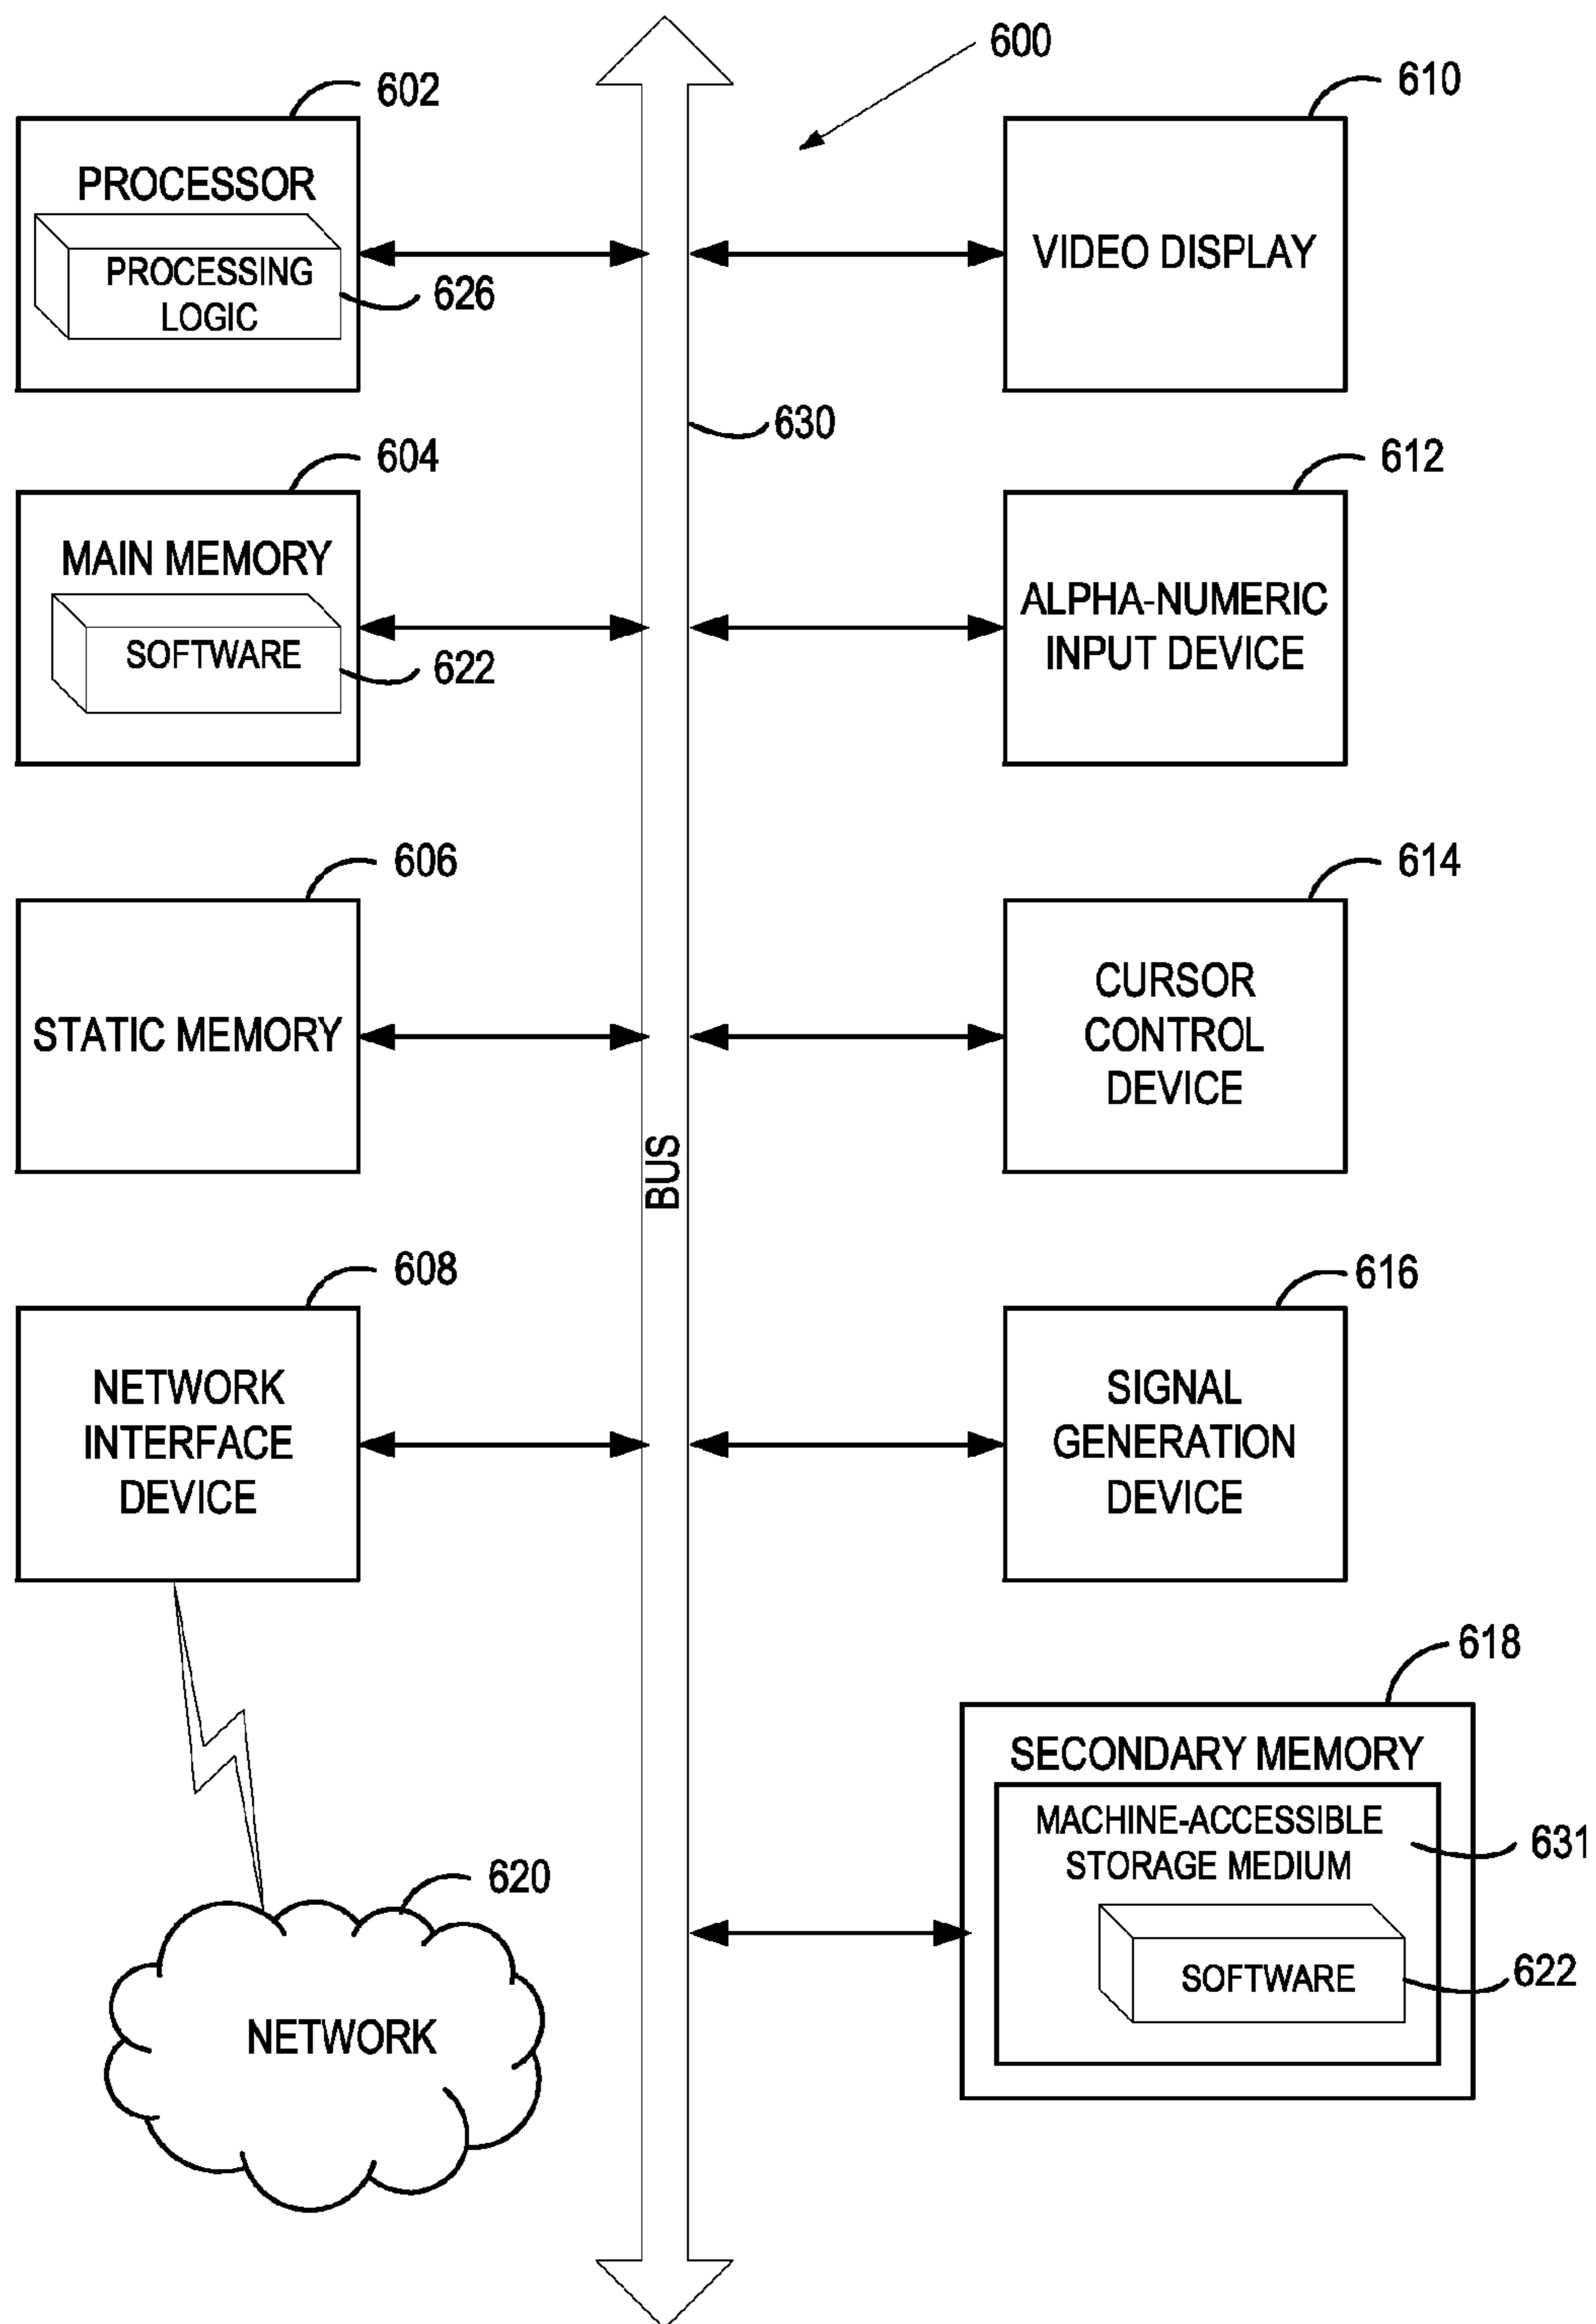 600
602
PROCESSOR
PROCESSING
LOGIC
626
610
VIDEO DISPLAY
630
604
MAIN MEMORY
SOFTWARE
622
612
ALPHA-NUMERIC
INPUT DEVICE
606
STATIC MEMORY
614
CURSOR
CONTROL
DEVICE
BUS
608
NETWORK
INTERFACE
DEVICE
616
SIGNAL
GENERATION
DEVICE
618
SECONDARY MEMORY
MACHINE-ACCESSIBLE
STORAGE MEDIUM
631
SOFTWARE
622
620
NETWORK